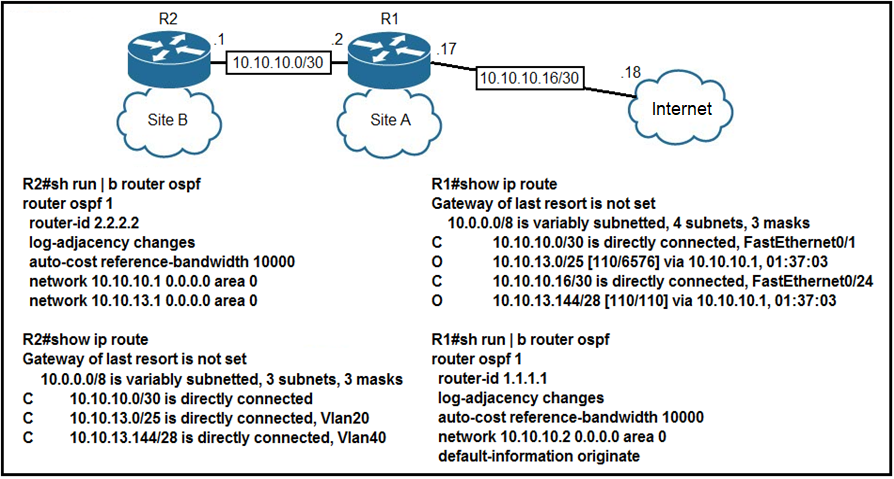 R2
R1
.1
10.10.10.0/30
.2
.17
10.10.10.16/30
.18
Site B
Site A
Internet
R2#sh run | b router ospf
router ospf 1
router-id 2.2.2.2
log-adjacency changes
auto-cost reference-bandwidth 10000
network 10.10.10.1 0.0.0.0 area 0
network 10.10.13.1 0.0.0.0 area 0
R2#show ip route
Gateway of last resort is not set
10.0.0.0/8 is variably subnetted, 3 subnets, 3 masks
C 10.10.10.0/30 is directly connected
C 10.10.13.0/25 is directly connected, Vlan20
C 10.10.13.144/28 is directly connected, Vlan40
R1#show ip route
Gateway of last resort is not set
10.0.0.0/8 is variably subnetted, 4 subnets, 3 masks
C 10.10.10.0/30 is directly connected, FastEthernet0/1
O 10.10.13.0/25 [110/6576] via 10.10.10.1, 01:37:03
C 10.10.10.16/30 is directly connected, FastEthernet0/24
O 10.10.13.144/28 [110/110] via 10.10.10.1, 01:37:03
R1#sh run | b router ospf
router ospf 1
router-id 1.1.1.1
log-adjacency changes
auto-cost reference-bandwidth 10000
network 10.10.10.2 0.0.0.0 area 0
default-information originate